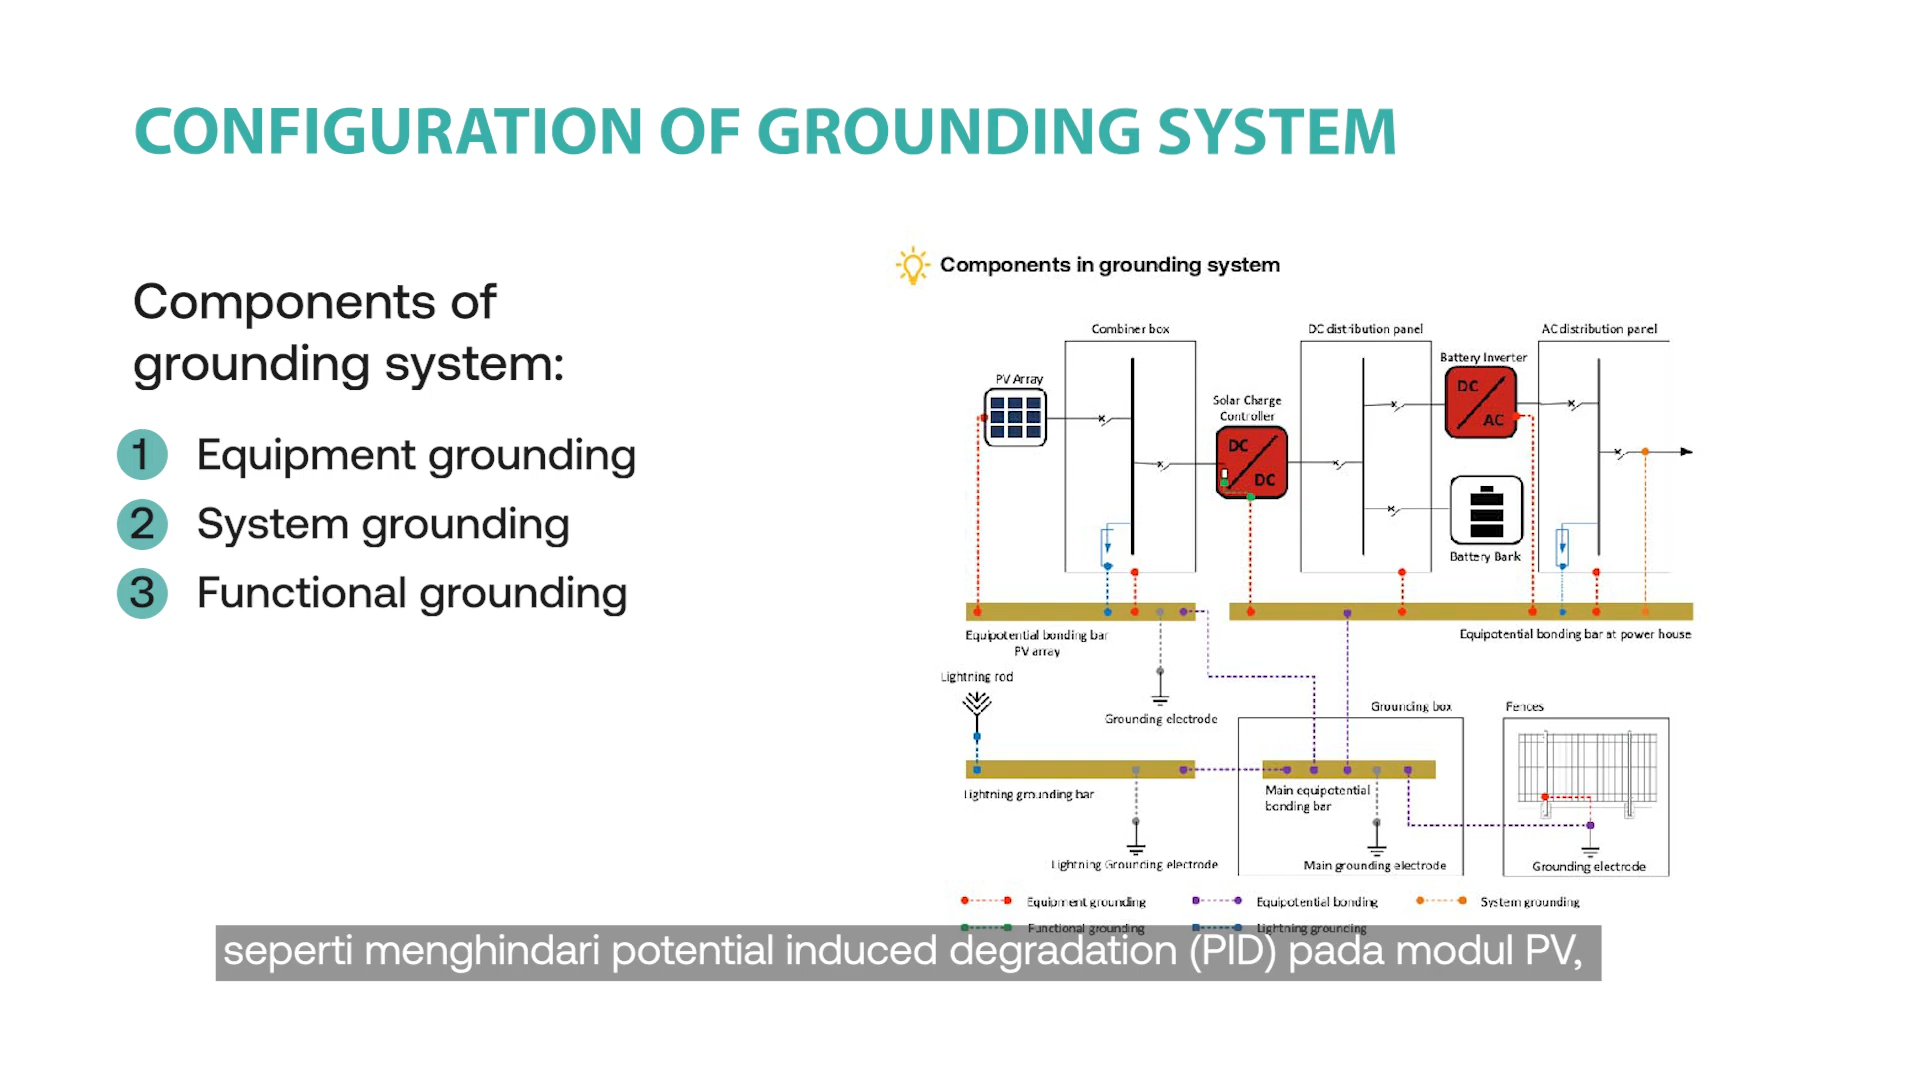 CONFIGURATION OF GROUNDING SYSTEM
Components of
grounding system:
1 Equipment grounding
2 System grounding
3 Functional grounding
Components in grounding system
Combiner box
DC distribution panel
AC distribution panel
Battery Inverter
PV Array
DC
AC
Solar Charge
Controller
DC
DC
Battery Bank
Equipotential bonding bar
PV array
Equipotential bonding bar at power house
Lightning rod
Grounding electrode
Grounding box
Fences
Lightning grounding bar
Main equipotential
bonding bar
Lightning Grounding electrode
Main grounding electrode
Grounding electrode
Equipment grounding
Equipotential bonding
System grounding
Functional grounding
Lightning grounding
seperti menghindari potential induced degradation (PID) pada modul PV,